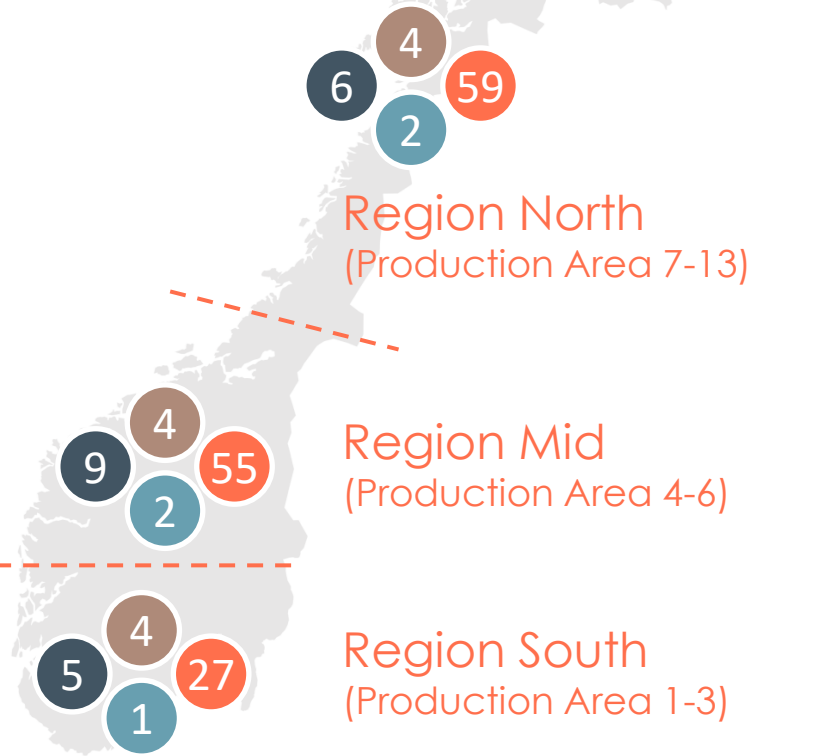 4
6
59
2
Region North
(Production Area 7-13)
4
9
55
2
Region Mid
(Production Area 4-6)
4
5
27
1
Region South
(Production Area 1-3)